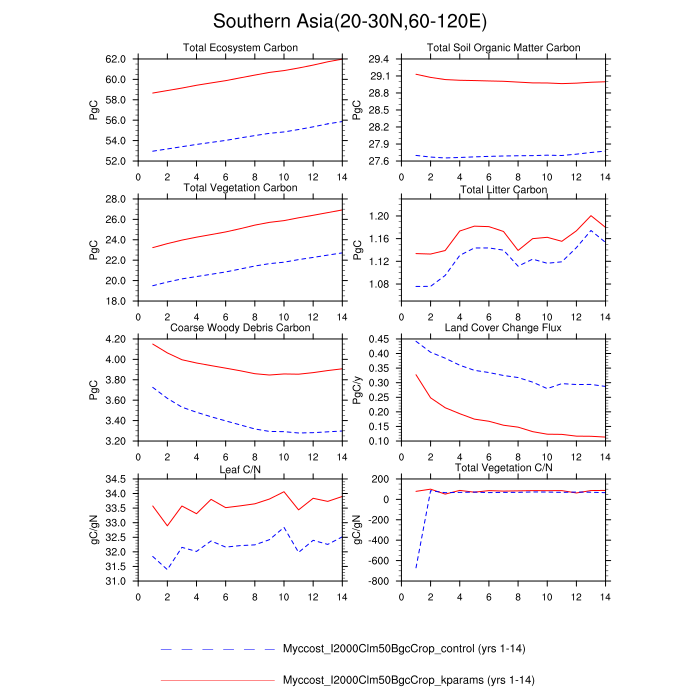 Southern Asia(20-30N,60-120E)
Total Ecosystem Carbon
PgC
62.0
60.0
58.0
56.0
54.0
52.0
0 2 4 6 8 10 12 14
Total Soil Organic Matter Carbon
PgC
29.4
29.1
28.8
28.5
28.2
27.9
27.6
0 2 4 6 8 10 12 14
Total Vegetation Carbon
PgC
28.0
26.0
24.0
22.0
20.0
18.0
0 2 4 6 8 10 12 14
Total Litter Carbon
PgC
1.20
1.16
1.12
1.08
0 2 4 6 8 10 12 14
Coarse Woody Debris Carbon
PgC
4.20
4.00
3.80
3.60
3.40
3.20
0 2 4 6 8 10 12 14
Land Cover Change Flux
PgC/y
0.45
0.40
0.35
0.30
0.25
0.20
0.15
0.10
0 2 4 6 8 10 12 14
Leaf C/N
gC/gN
34.5
34.0
33.5
33.0
32.5
32.0
31.5
31.0
0 2 4 6 8 10 12 14
Total Vegetation C/N
gC/gN
200
0
-200
-400
-600
-800
0 2 4 6 8 10 12 14
Myccost_I2000Clm50BgcCrop_control (yrs 1-14)
Myccost_I2000Clm50BgcCrop_kparams (yrs 1-14)